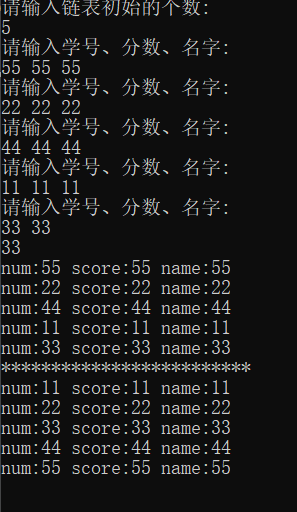 请输入链表初始的个数:
5
请输入学号、分数、名字:
55 55 55
请输入学号、分数、名字:
22 22 22
请输入学号、分数、名字:
44 44 44
请输入学号、分数、名字:
11 11 11
请输入学号、分数、名字:
33 33
33
num:55 score:55 name:55
num:22 score:22 name:22
num:44 score:44 name:44
num:11 score:11 name:11
num:33 score:33 name:33
*************************
num:11 score:11 name:11
num:22 score:22 name:22
num:33 score:33 name:33
num:44 score:44 name:44
num:55 score:55 name:55